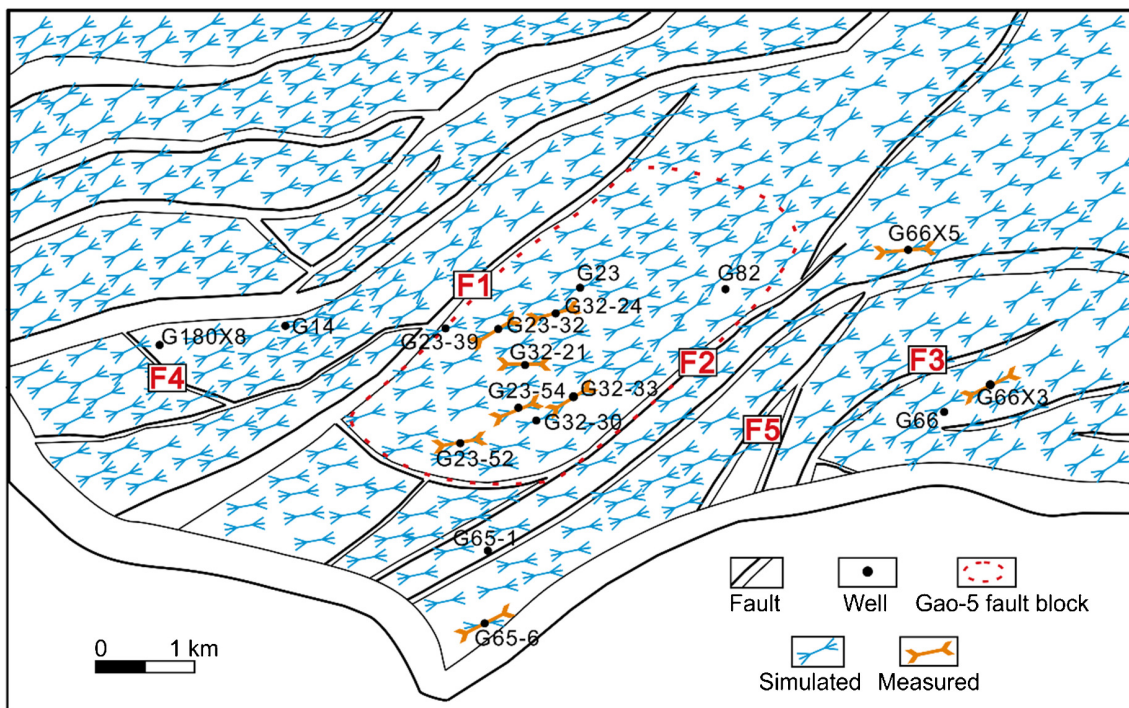 G66X5
G23
G82
F1
G32-24
G14
G23-32
G23-39
G180X8
G32-21
F2
F3
F4
G23-54
G32-33
G66X3
G66
G32-30
F5
G23-52
G65-1
Fault
Well
Gao-5 fault block
G65-6
0 1 km
Simulated
Measured